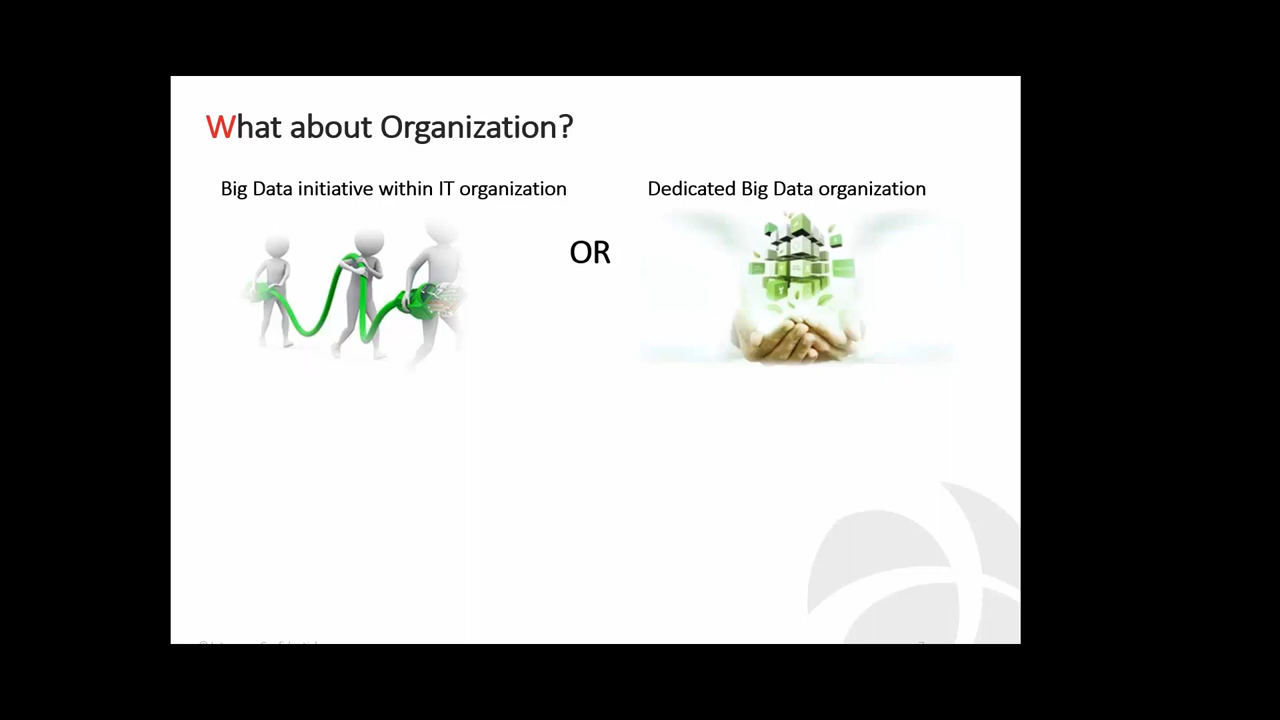 What about Organization?
Big Data initiative within IT organization
Dedicated Big Data organization
OR